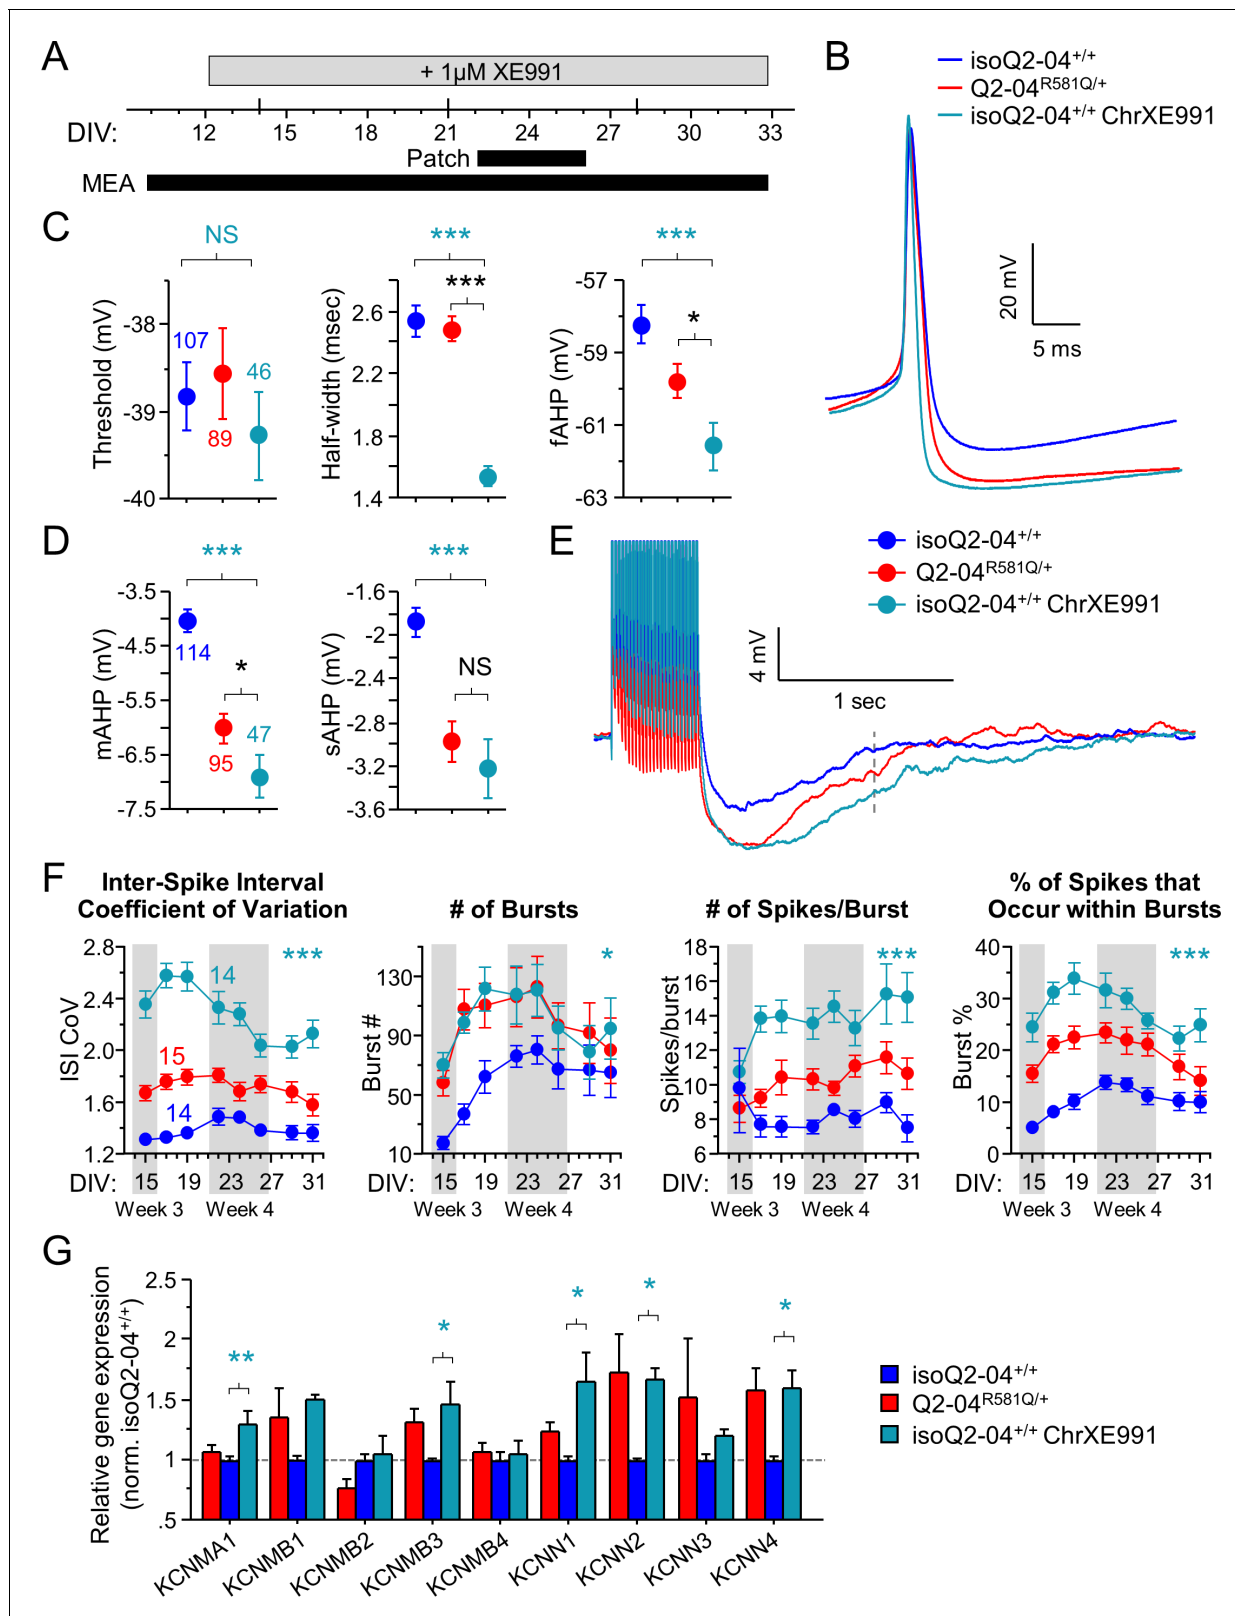 A
+ 1µM XE991
DIV: 12 15 18 21 24 27 30 33
Patch
MEA
B
isoQ2-04+/+
Q2-04R581Q/+
isoQ2-04+/+ ChrXE991
20 mV
5 ms
C
NS
Threshold (mV)
-38
-39
-40
107
89
46
***
***
Half-width (msec)
2.6
2.2
1.8
1.4
***
*
fAHP (mV)
-57
-59
-61
-63
D
***
*
mAHP (mV)
-3.5
-4.5
-5.5
-6.5
-7.5
114
95
47
***
NS
sAHP (mV)
-1.6
-2
-2.4
-2.8
-3.2
-3.6
E
isoQ2-04+/+
Q2-04R581Q/+
isoQ2-04+/+ ChrXE991
4 mV
1 sec
F
Inter-Spike Interval
Coefficient of Variation
ISI CoV
2.8
2.4
2.0
1.6
1.2
***
14
15
14
DIV: 15 19 23 27 31
Week 3 Week 4
# of Bursts
Burst #
130
90
50
10
*
15 19 23 27 31
Week 3 Week 4
# of Spikes/Burst
Spikes/burst
18
16
14
12
10
8
6
***
DIV: 15 19 23 27 31
Week 3 Week 4
% of Spikes that
Occur within Bursts
Burst %
40
30
20
10
0
***
DIV: 15 19 23 27 31
Week 3 Week 4
G
Relative gene expression
(norm. isoQ2-04+/+)
2.5
2
1.5
1
.5
**
*
*
*
*
KCNMA1
KCNMB1
KCNMB2
KCNMB3
KCNMB4
KCNN1
KCNN2
KCNN3
KCNN4
isoQ2-04+/+
Q2-04R581Q/+
isoQ2-04+/+ ChrXE991